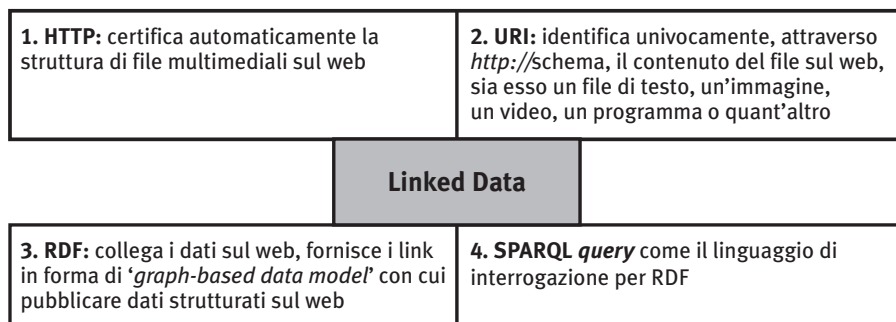 1. HTTP: certifica automaticamente la
struttura di file multimediali sul web
2. URI: identifica univocamente, attraverso
http://schema, il contenuto del file sul web,
sia esso un file di testo, un’immagine,
un video, un programma o quant’altro
Linked Data
3. RDF: collega i dati sul web, fornisce i link
in forma di ‘graph-based data model’ con cui
pubblicare dati strutturati sul web
4. SPARQL query come il linguaggio di
interrogazione per RDF